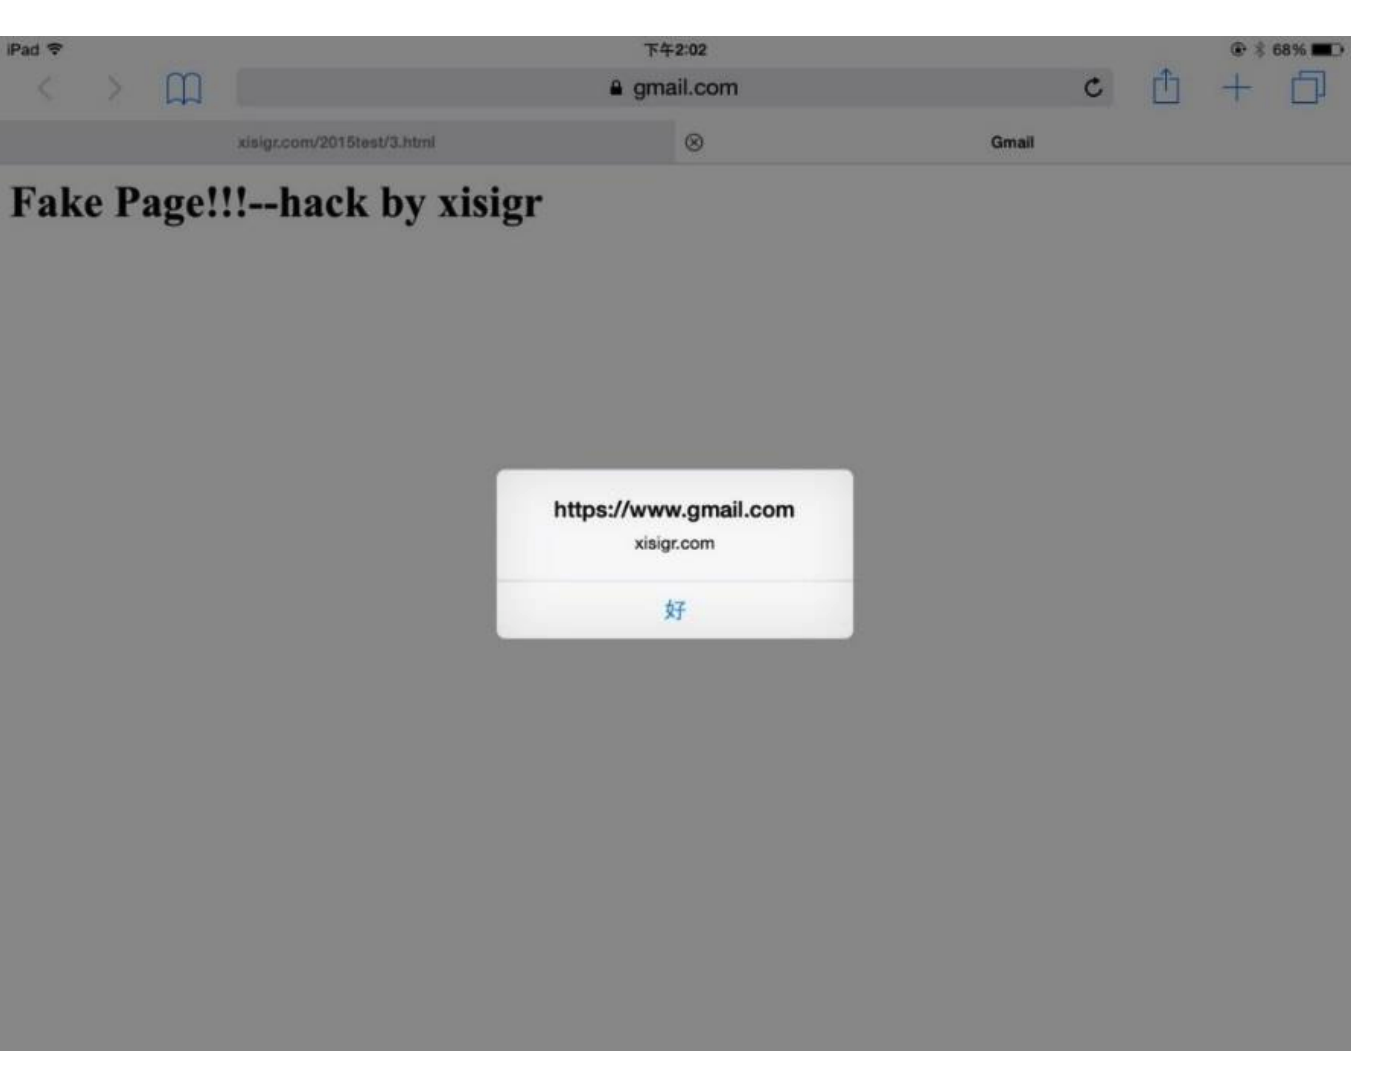 iPad 下午2:02 68%
gmail.com
xisigr.com/2015test/3.html Gmail
Fake Page!!!--hack by xisigr
https://www.gmail.com
xisigr.com
好